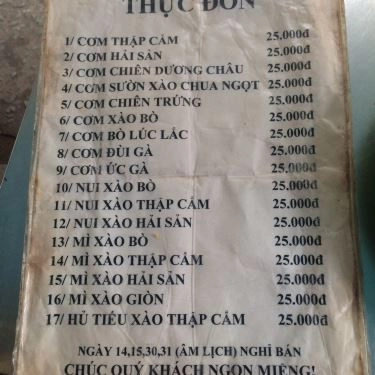 THỰC ĐƠN
1/ CƠM THẬP CẨM 25.000đ
2/ CƠM HẢI SẢN 25.000đ
3/ CƠM CHIÊN DƯƠNG CHÂU 25.000đ
4/ CƠM SƯỜN XÀO CHUA NGỌT 25.000đ
5/ CƠM CHIÊN TRỨNG 25.000đ
6/ CƠM XÀO BÒ 25.000đ
7/ CƠM BÒ LÚC LẮC 25.000đ
8/ CƠM ĐÙI GÀ 25.000đ
9/ CƠM ỨC GÀ 25.000đ
10/ NUI XÀO BÒ 25.000đ
11/ NUI XÀO THẬP CẨM 25.000đ
12/ NUI XÀO HẢI SẢN 25.000đ
13/ MÌ XÀO BÒ 25.000đ
14/ MÌ XÀO THẬP CẨM 25.000đ
15/ MÌ XÀO HẢI SẢN 25.000đ
16/ MÌ XÀO GIÒN 25.000đ
17/ HỦ TIẾU XÀO THẬP CẨM 25.000đ
NGÀY 14,15,30,31 (ÂM LỊCH) NGHỈ BÁN
CHÚC QUÝ KHÁCH NGON MIỆNG!